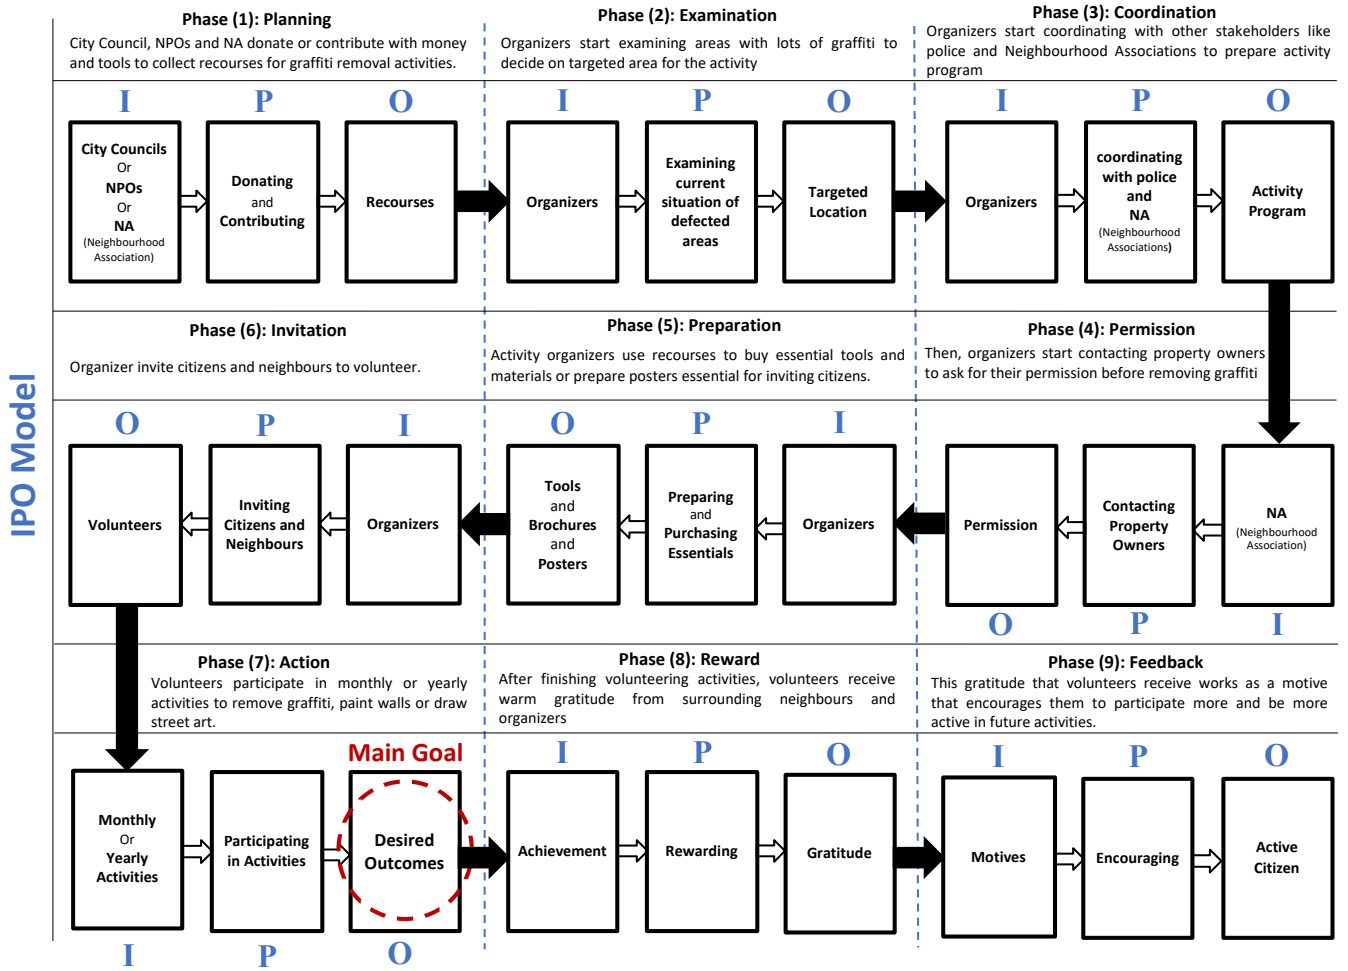 IPO Model
Phase (1): Planning
City Council, NPOs and NA donate or contribute with money
and tools to collect recourses for graffiti removal activities.
Phase (2): Examination
Organizers start examining areas with lots of graffiti to
decide on targeted area for the activity
Phase (3): Coordination
Organizers start coordinating with other stakeholders like
police and Neighbourhood Associations to prepare activity
program
I
P
O
I
P
O
I
P
O
City Councils
Or
NPOs
Or
NA
(Neighbourhood
Association)
Donating
and
Contributing
Recourses
Organizers
Examining
current
situation of
defected
areas
Targeted
Location
Organizers
coordinating
with police
and
NA
(Neighbourhood
Associations)
Activity
Program
Phase (6): Invitation
Organizer invite citizens and neighbours to volunteer.
Phase (5): Preparation
Activity organizers use recourses to buy essential tools and
materials or prepare posters essential for inviting citizens.
Phase (4): Permission
Then, organizers start contacting property owners
to ask for their permission before removing graffiti
O
P
I
O
P
I
Volunteers
Inviting
Citizens and
Neighbours
Organizers
Tools
and
Brochures
and
Posters
Preparing
and
Purchasing
Essentials
Organizers
Permission
Contacting
Property
Owners
NA
(Neighbourhood
Association)
O
P
I
Phase (7): Action
Volunteers participate in monthly or yearly
activities to remove graffiti, paint walls or draw
street art.
Phase (8): Reward
After finishing volunteering activities, volunteers receive
warm gratitude from surrounding neighbours and
organizers
Phase (9): Feedback
This gratitude that volunteers receive works as a motive
that encourages them to participate more and be more
active in future activities.
Main Goal
I
P
O
I
P
O
Monthly
Or
Yearly
Activities
Participating
in Activities
Desired
Outcomes
Achievement
Rewarding
Gratitude
Motives
Encouraging
Active
Citizen
I
P
O